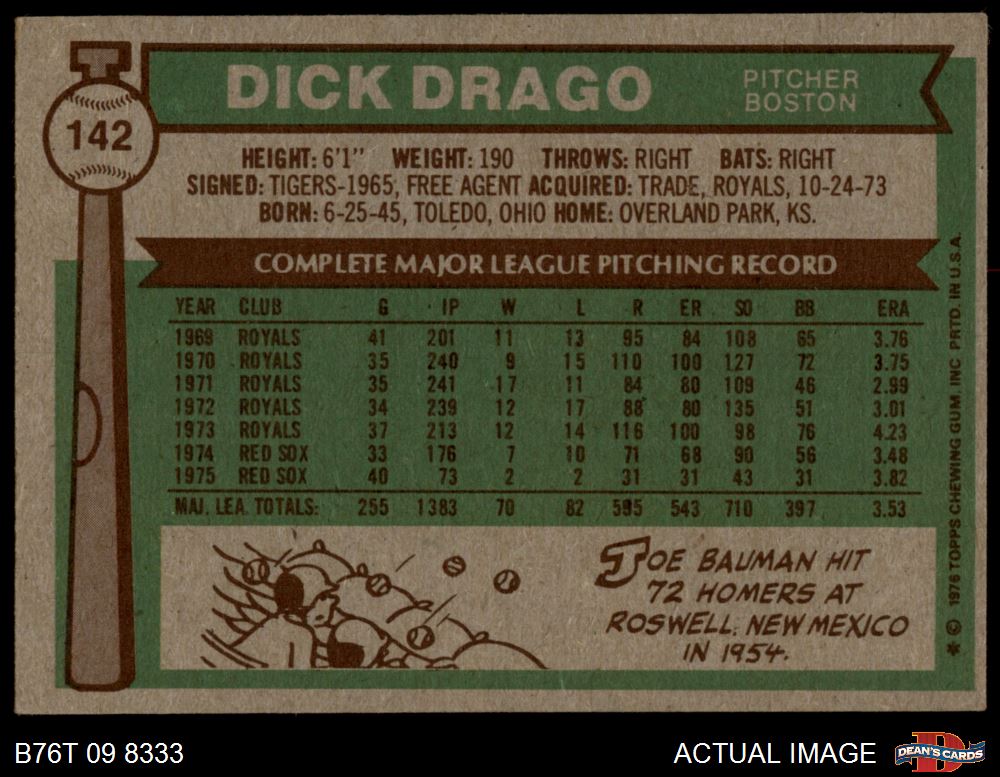 142
DICK DRAGO
PITCHER
BOSTON
HEIGHT: 6'1" WEIGHT: 190 THROWS: RIGHT BATS: RIGHT
SIGNED: TIGERS-1965, FREE AGENT ACQUIRED: TRADE, ROYALS, 10-24-73
BORN: 6-25-45, TOLEDO, OHIO HOME: OVERLAND PARK, KS.
COMPLETE MAJOR LEAGUE PITCHING RECORD
YEAR CLUB G IP W L R ER SO BB ERA
1969 ROYALS 41 201 11 13 95 84 108 65 3.76
1970 ROYALS 35 240 9 15 110 100 127 72 3.75
1971 ROYALS 35 241 17 11 84 80 109 46 2.99
1972 ROYALS 34 239 12 17 88 80 135 51 3.01
1973 ROYALS 37 213 12 14 116 100 98 76 4.23
1974 RED SOX 33 176 7 10 71 68 90 56 3.48
1975 RED SOX 40 73 2 2 31 31 43 31 3.82
MAJ. LEA. TOTALS: 255 1383 70 82 595 543 710 397 3.53
JOE BAUMAN HIT
72 HOMERS AT
ROSWELL, NEW MEXICO
IN 1954.
* © 1976 TOPPS CHEWING GUM, INC PRTD. IN U.S.A.
B76T 09 8333
ACTUAL IMAGE
D
DEAN'S CARDS